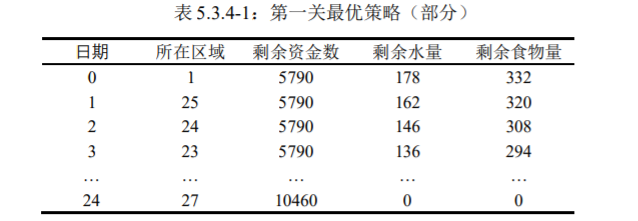 表 5.3.4-1：第一关最优策略（部分）
日期 所在区域 剩余资金数 剩余水量 剩余食物量
0 1 5790 178 332
1 25 5790 162 320
2 24 5790 146 308
3 23 5790 136 294
… … … … …
24 27 10460 0 0